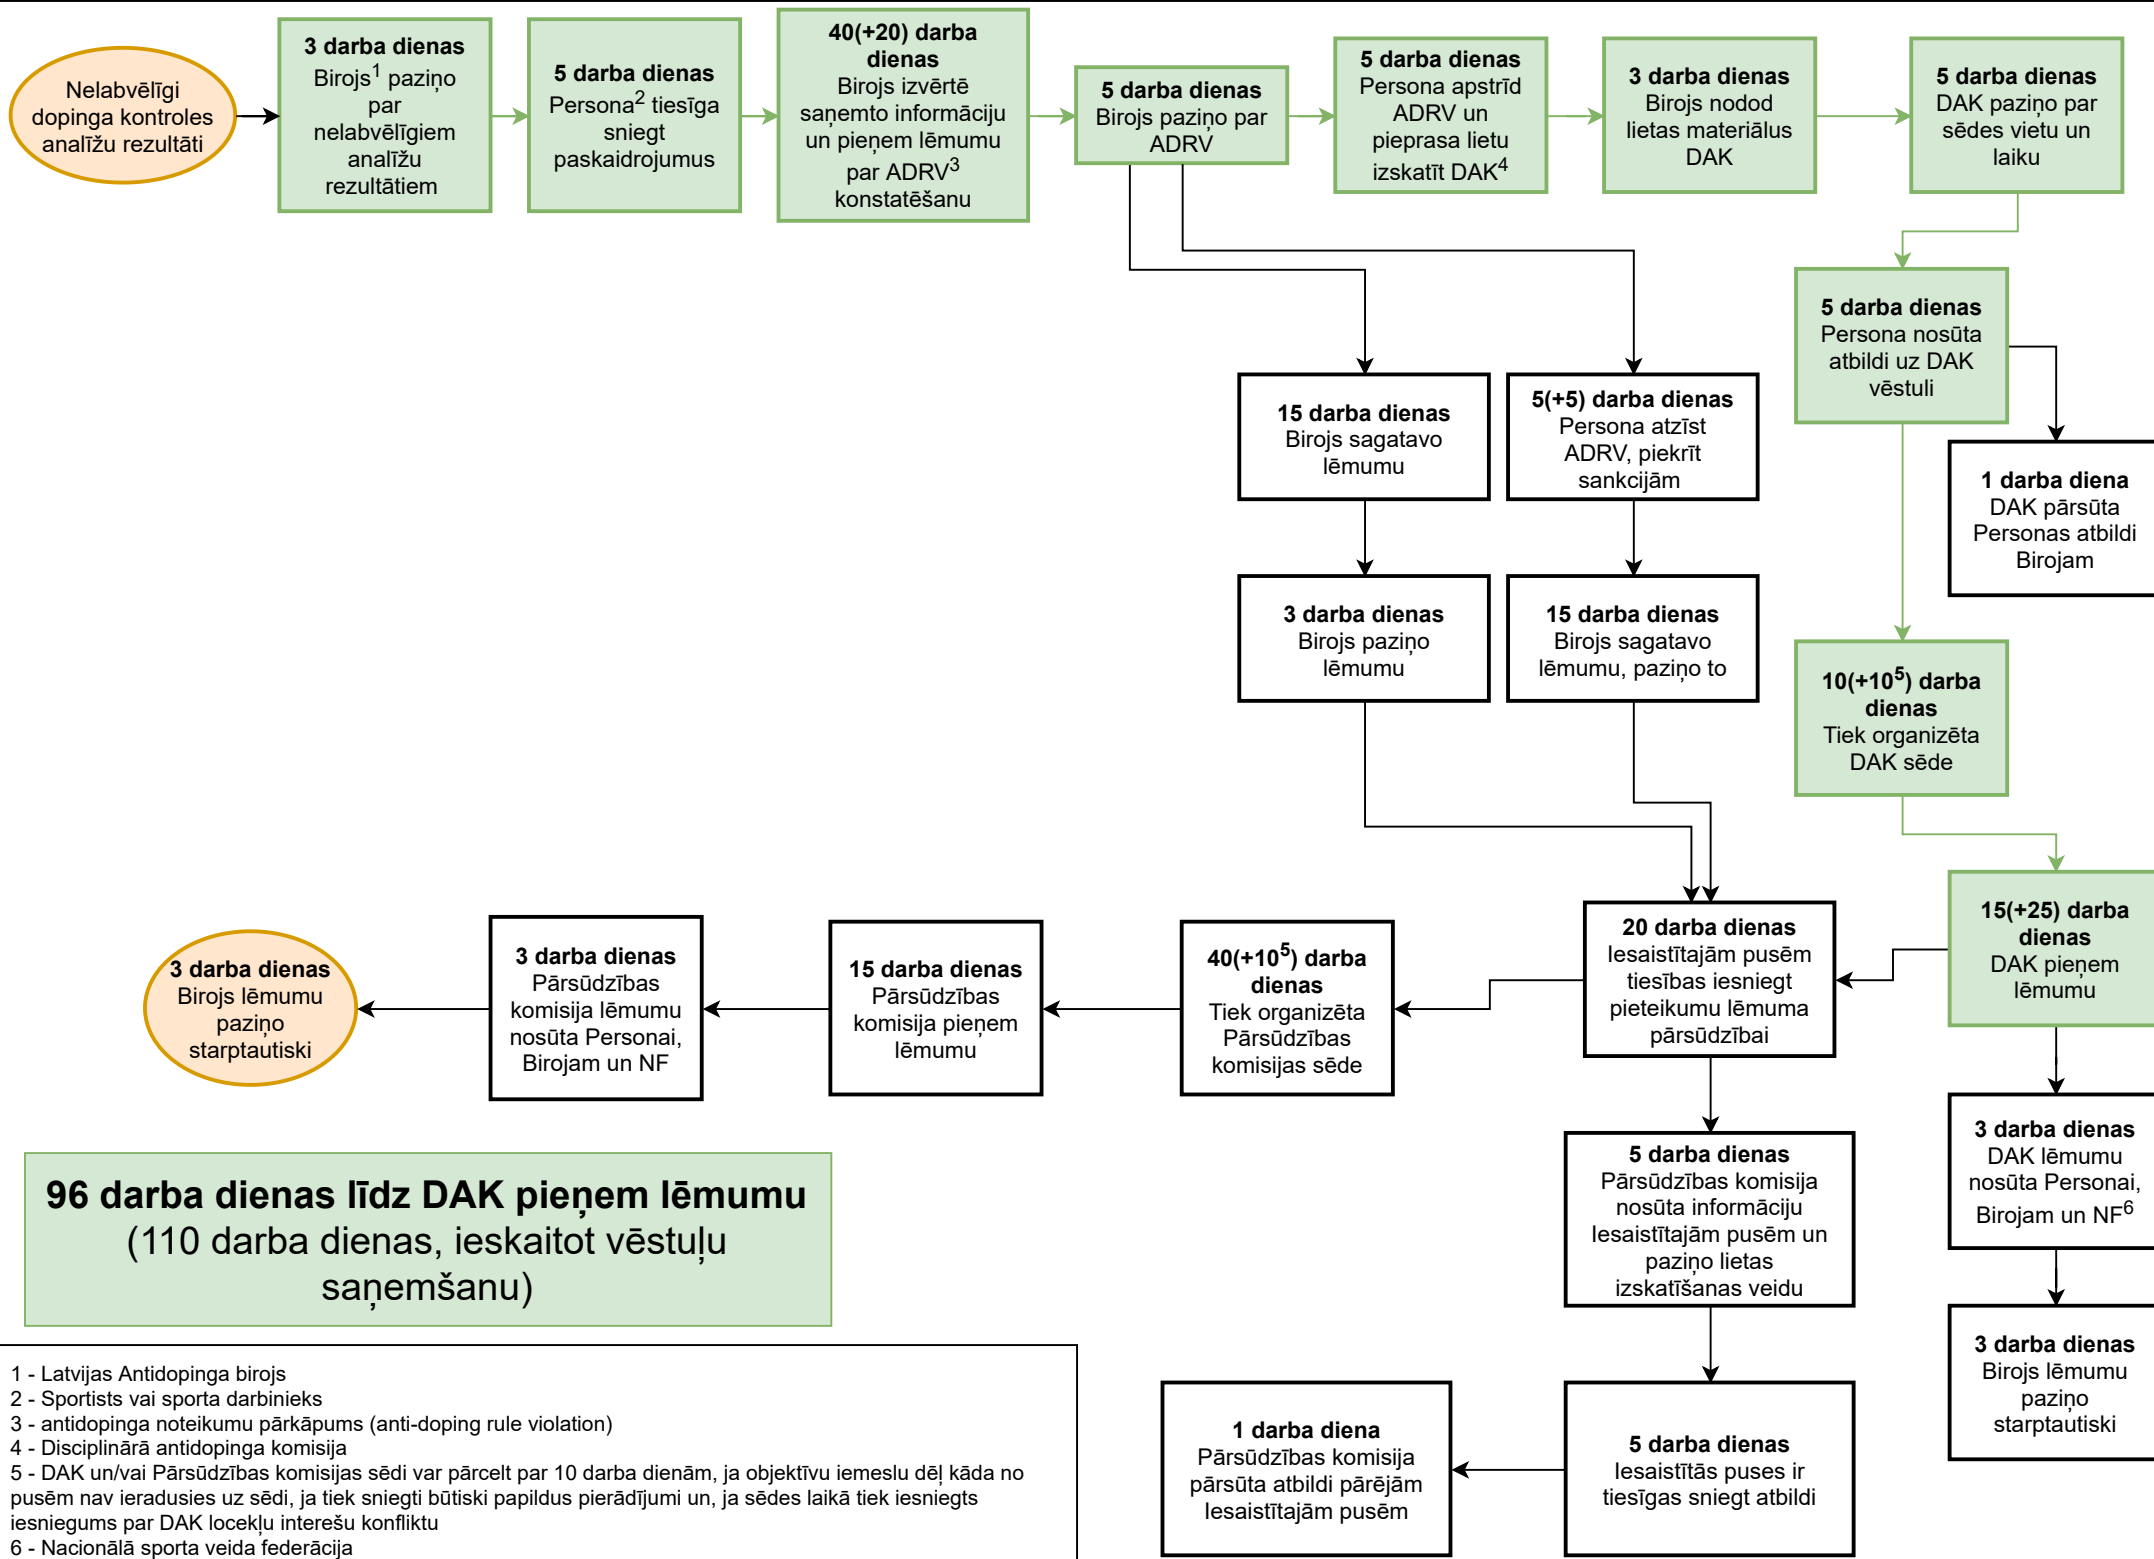 Nelabvēlīgi
dopinga kontroles
analīžu rezultāti
3 darba dienas
Birojs1 paziņo
par
nelabvēlīgiem
analīžu
rezultātiem
5 darba dienas
Persona2 tiesīga
sniegt
paskaidrojumus
40(+20) darba
dienas
Birojs izvērtē
saņemto informāciju
un pieņem lēmumu
par ADRV3
konstatēšanu
5 darba dienas
Birojs paziņo par
ADRV
5 darba dienas
Persona apstrīd
ADRV un
pieprasa lietu
izskatīt DAK4
3 darba dienas
Birojs nodod
lietas materiālus
DAK
5 darba dienas
DAK paziņo par
sēdes vietu un
laiku
5 darba dienas
Persona nosūta
atbildi uz DAK
vēstuli
15 darba dienas
Birojs sagatavo
lēmumu
5(+5) darba dienas
Persona atzīst
ADRV, piekrīt
sankcijām
1 darba diena
DAK pārsūta
Personas atbildi
Birojam
3 darba dienas
Birojs paziņo
lēmumu
15 darba dienas
Birojs sagatavo
lēmumu, paziņo to
10(+105) darba
dienas
Tiek organizēta
DAK sēde
3 darba dienas
Birojs lēmumu
paziņo
starptautiski
3 darba dienas
Pārsūdzības
komisija lēmumu
nosūta Personai,
Birojam un NF
15 darba dienas
Pārsūdzības
komisija pieņem
lēmumu
40(+105) darba
dienas
Tiek organizēta
Pārsūdzības
komisijas sēde
20 darba dienas
Iesaistītajām pusēm
tiesības iesniegt
pieteikumu lēmuma
pārsūdzībai
15(+25) darba
dienas
DAK pieņem
lēmumu
3 darba dienas
DAK lēmumu
nosūta Personai,
Birojam un NF6
5 darba dienas
Pārsūdzības komisija
nosūta informāciju
Iesaistītajām pusēm un
paziņo lietas
izskatīšanas veidu
96 darba dienas līdz DAK pieņem lēmumu
(110 darba dienas, ieskaitot vēstuļu
saņemšanu)
3 darba dienas
Birojs lēmumu
paziņo
starptautiski
1 darba diena
Pārsūdzības komisija
pārsūta atbildi pārējām
Iesaistītajām pusēm
5 darba dienas
Iesaistītās puses ir
tiesīgas sniegt atbildi
1 - Latvijas Antidopinga birojs
2 - Sportists vai sporta darbinieks
3 - antidopinga noteikumu pārkāpums (anti-doping rule violation)
4 - Disciplinārā antidopinga komisija
5 - DAK un/vai Pārsūdzības komisijas sēdi var pārcelt par 10 darba dienām, ja objektīvu iemeslu dēļ kāda no
pusēm nav ieradusies uz sēdi, ja tiek sniegti būtiski papildus pierādījumi un, ja sēdes laikā tiek iesniegts
iesniegums par DAK locekļu interešu konfliktu
6 - Nacionālā sporta veida federācija